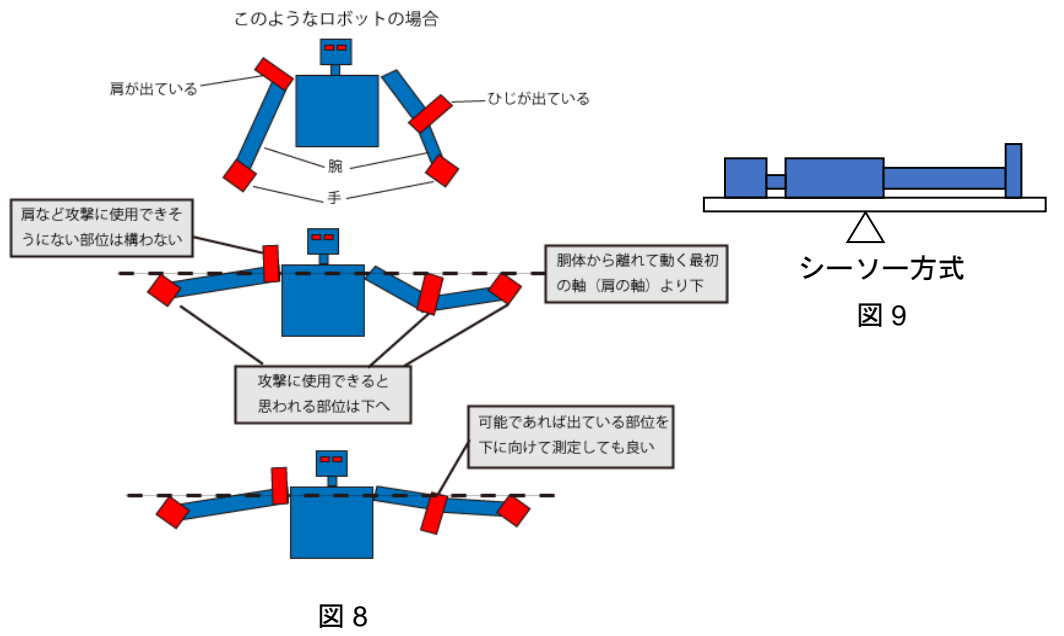 このようなロボットの場合
肩が出ている
ひじが出ている
腕
手
肩など攻撃に使用できそ
うにない部位は構わない
胴体から離れて動く最初
の軸（肩の軸）より下
攻撃に使用できると
思われる部位は下へ
可能であれば出ている部位を
下に向けて測定しても良い
図 8
シーソー方式
図 9